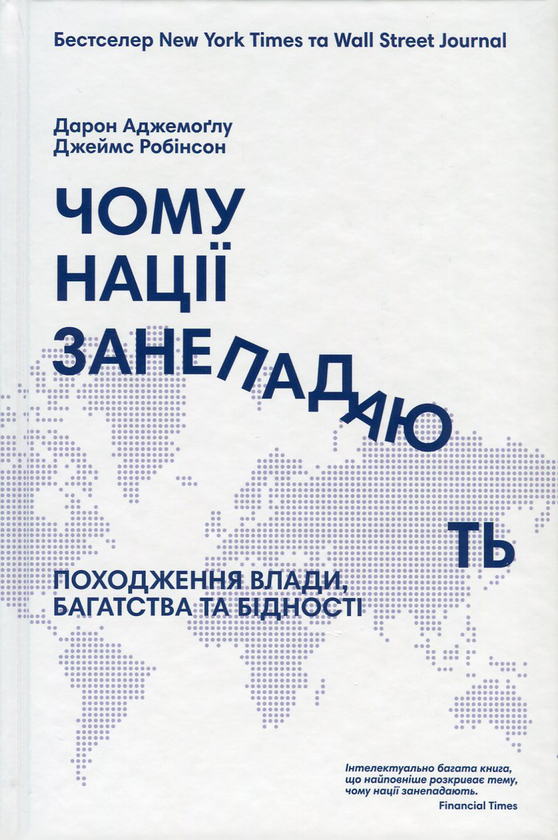 Бестселер New York Times та Wall Street Journal
Дарон Аджемоґлу
Джеймс Робінсон
ЧОМУ
НАЦІЇ
ЗАНЕПАДАЮ
ТЬ
ПОХОДЖЕННЯ ВЛАДИ,
БАГАТСТВА ТА БІДНОСТІ
Інтелектуально багата книга,
що найповніше розкриває тему,
чому нації занепадають.
Financial Times